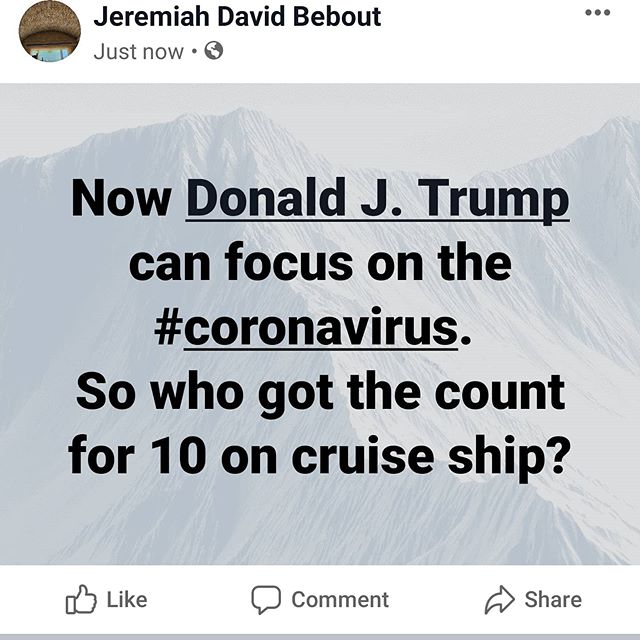 Jeremiah David Bebout
Just now •
Now Donald J. Trump
can focus on the
#coronavirus.
So who got the count
for 10 on cruise ship?
Like Comment Share